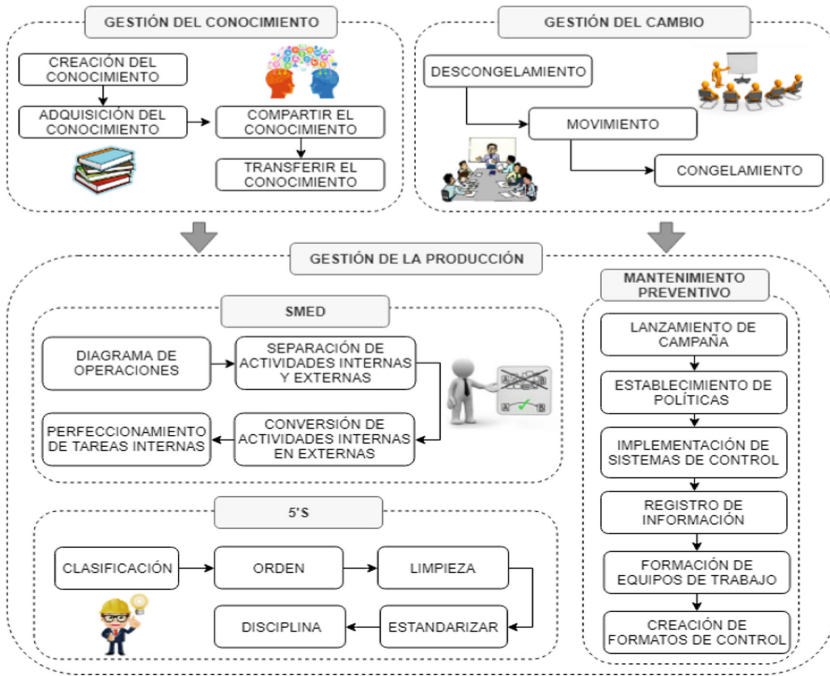 GESTIÓN DEL CONOCIMIENTO
CREACIÓN DEL
CONOCIMIENTO
ADQUISICIÓN DEL
CONOCIMIENTO
COMPARTIR EL
CONOCIMIENTO
TRANSFERIR EL
CONOCIMIENTO
GESTIÓN DEL CAMBIO
DESCONGELAMIENTO
MOVIMIENTO
CONGELAMIENTO
GESTIÓN DE LA PRODUCCIÓN
SMED
DIAGRAMA DE
OPERACIONES
SEPARACIÓN DE
ACTIVIDADES INTERNAS
Y EXTERNAS
CONVERSIÓN DE
ACTIVIDADES INTERNAS
EN EXTERNAS
PERFECCIONAMIENTO
DE TAREAS INTERNAS
A B
A B
5'S
CLASIFICACIÓN
ORDEN
LIMPIEZA
ESTANDARIZAR
DISCIPLINA
MANTENIMIENTO
PREVENTIVO
LANZAMIENTO DE
CAMPAÑA
ESTABLECIMIENTO DE
POLÍTICAS
IMPLEMENTACIÓN DE
SISTEMAS DE CONTROL
REGISTRO DE
INFORMACIÓN
FORMACIÓN DE
EQUIPOS DE TRABAJO
CREACIÓN DE
FORMATOS DE CONTROL